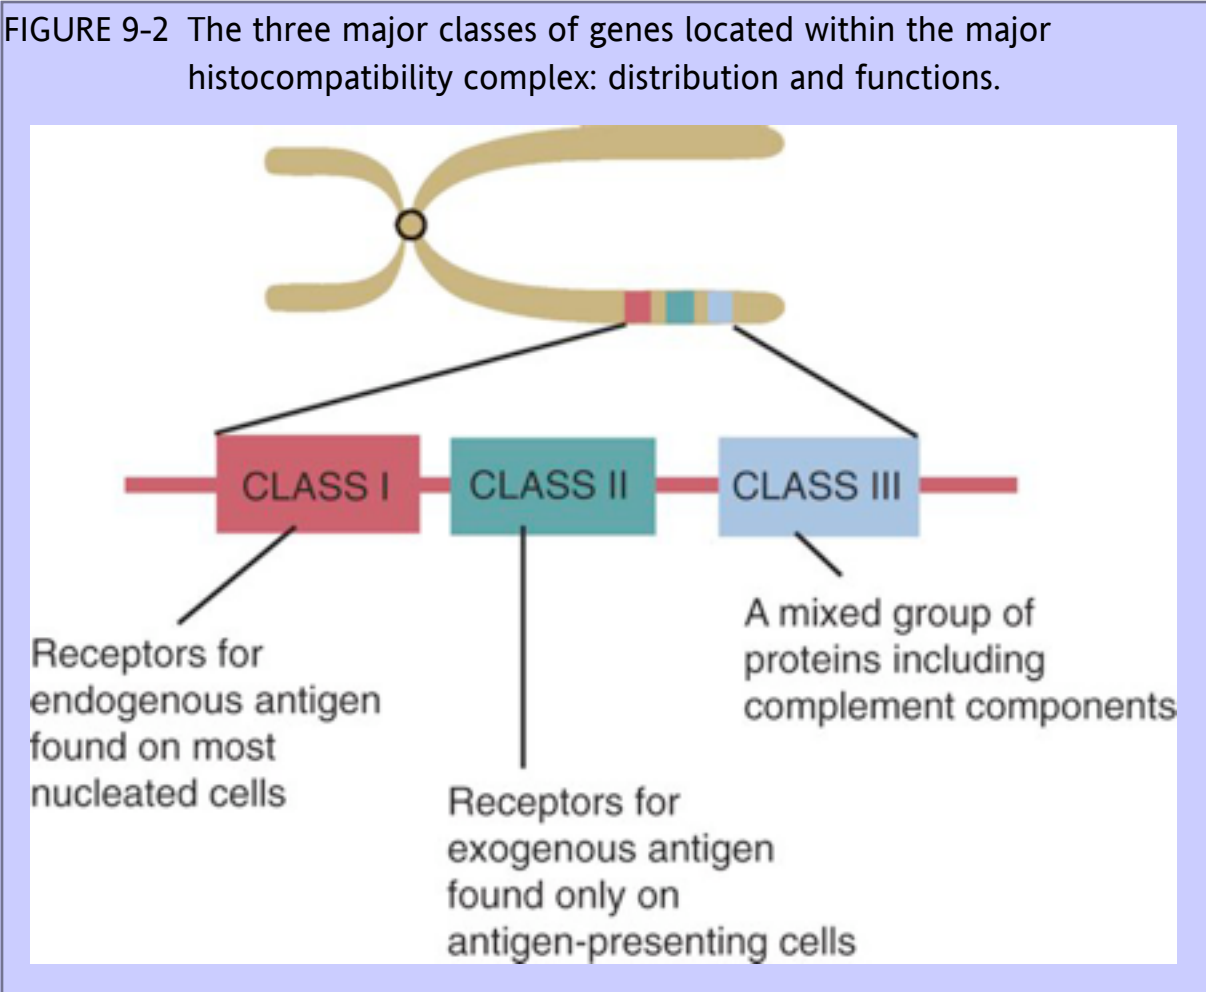 FIGURE 9-2 The three major classes of genes located within the major
histocompatibility complex: distribution and functions.
CLASS I
CLASS II
CLASS III
Receptors for
endogenous antigen
found on most
nucleated cells
Receptors for
exogenous antigen
found only on
antigen-presenting cells
A mixed group of
proteins including
complement components